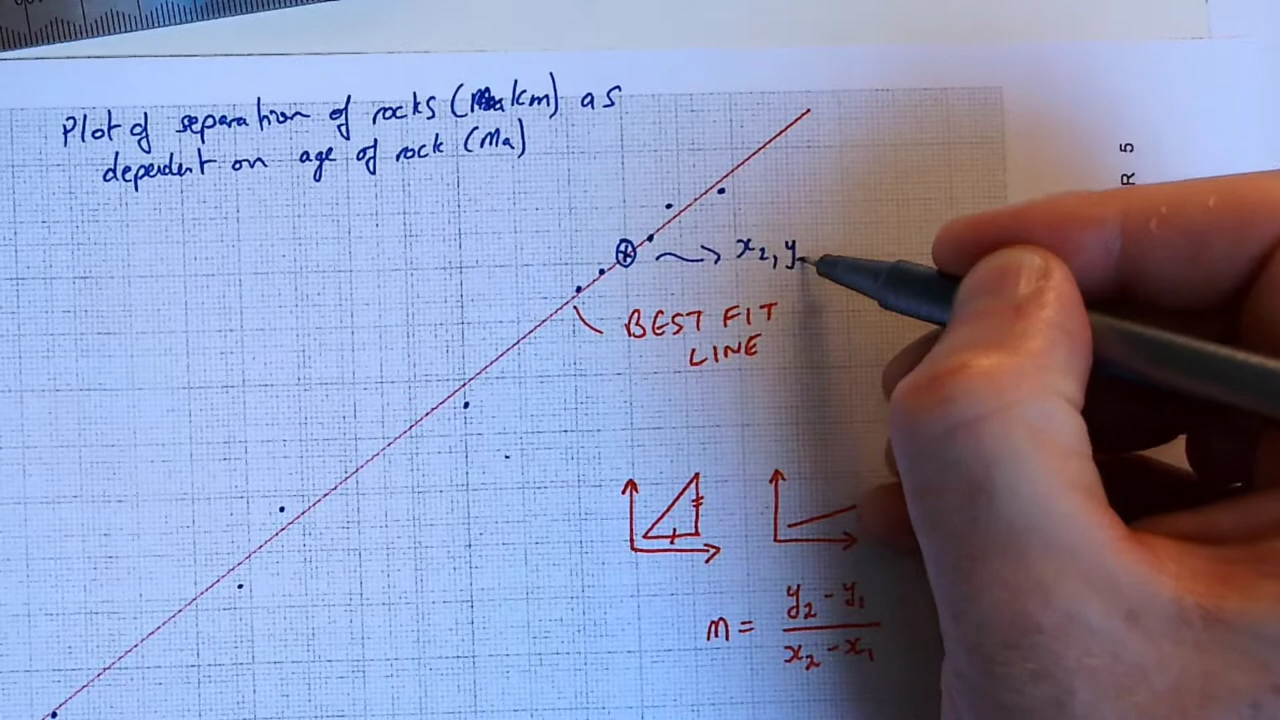 Plot of separation of rocks (km) as
dependent on age of rock (Ma)
R 5
x₂, y
BEST FIT
LINE
m = y₂ - y₁
x₂ - x₁